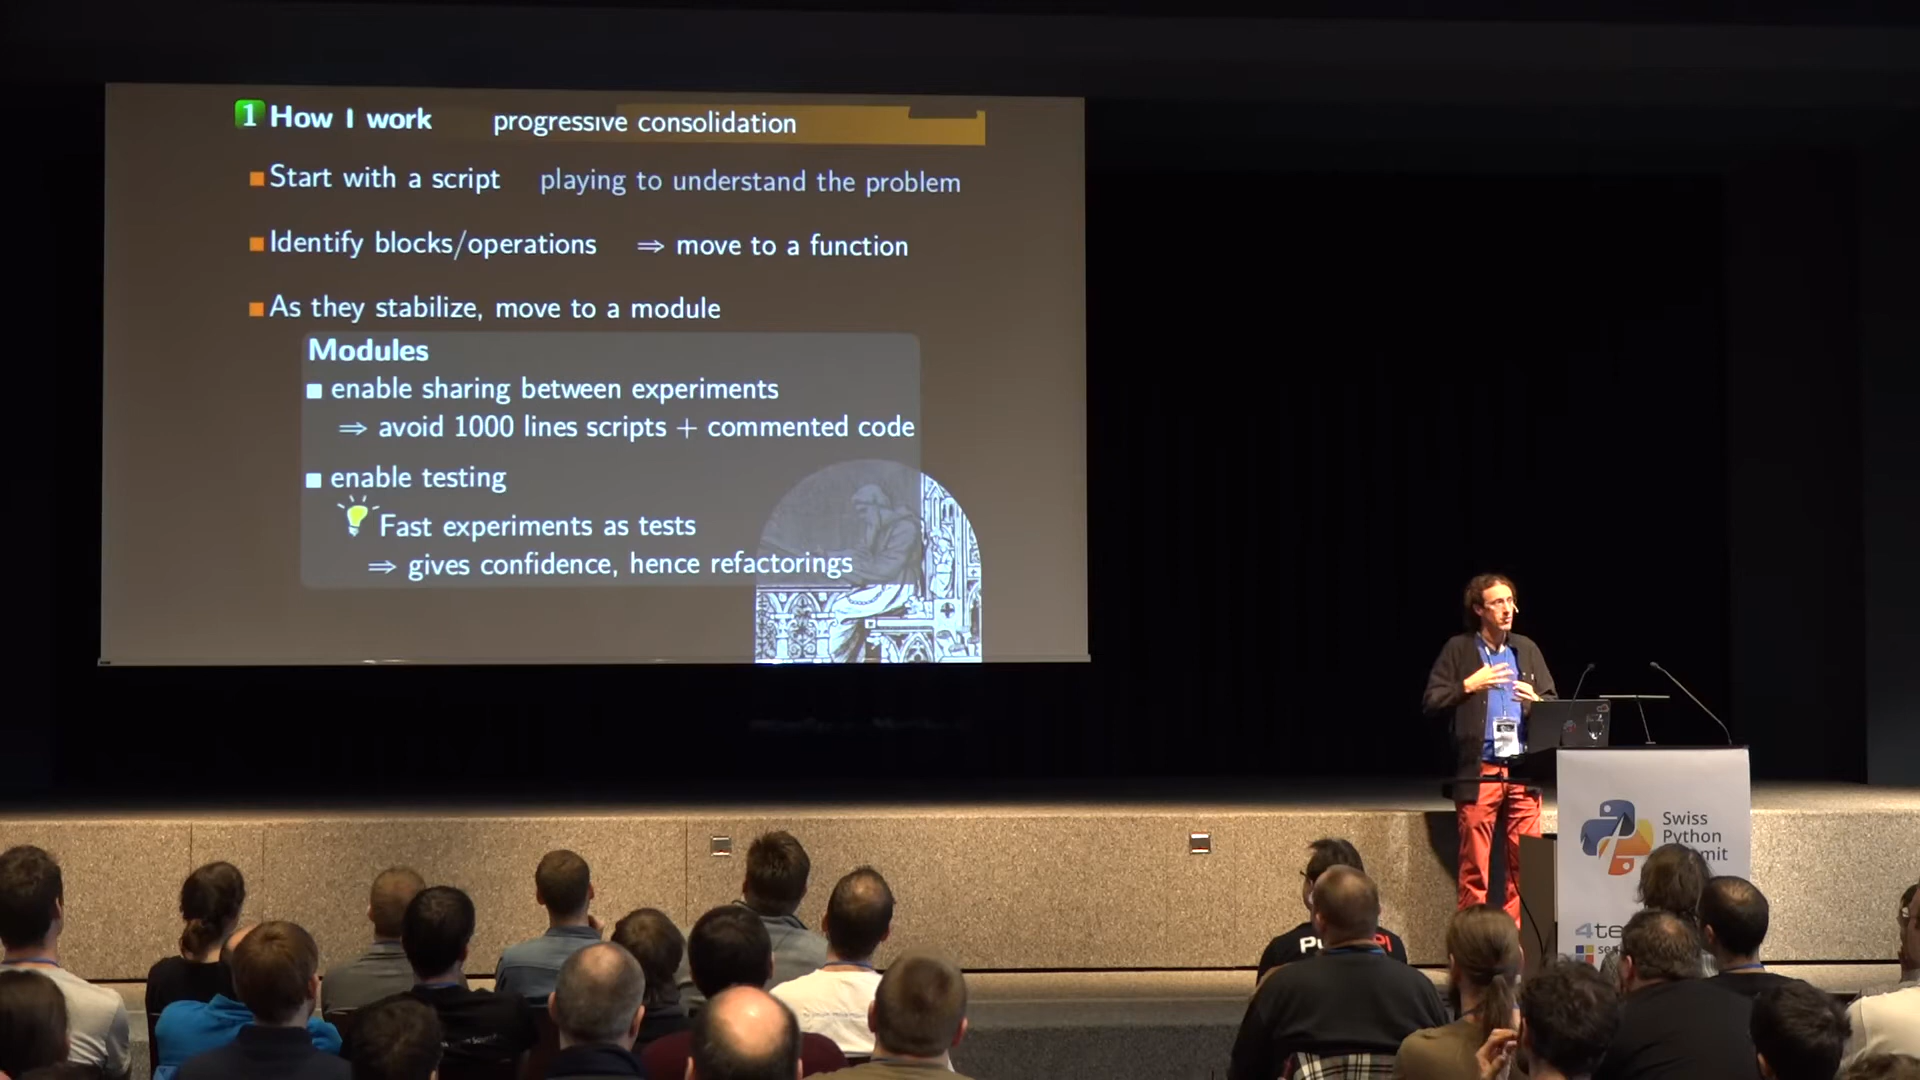 1 How I work progressive consolidation
Start with a script playing to understand the problem
Identify blocks/operations ⇒ move to a function
As they stabilize, move to a module
Modules
enable sharing between experiments
⇒ avoid 1000 lines scripts + commented code
enable testing
Fast experiments as tests
⇒ gives confidence, hence refactorings
Swiss
Python
mit
4te